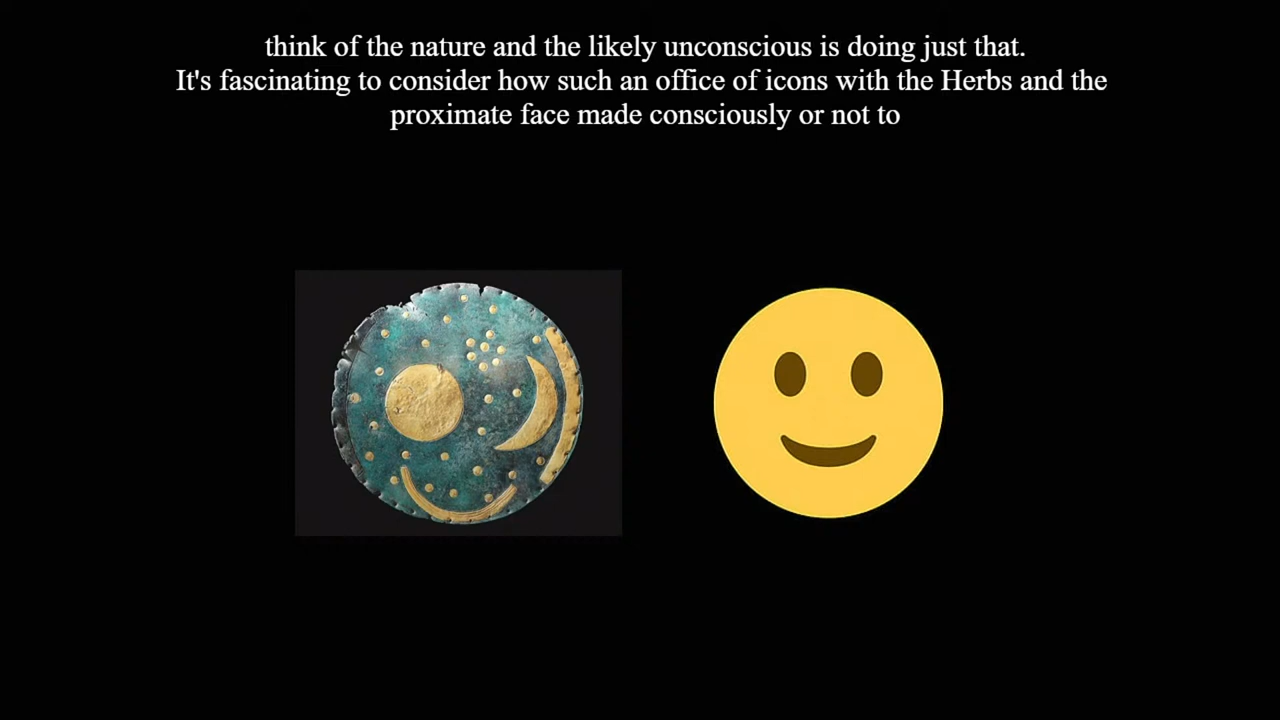 think of the nature and the likely unconscious is doing just that.
It's fascinating to consider how such an office of icons with the Herbs and the
proximate face made consciously or not to